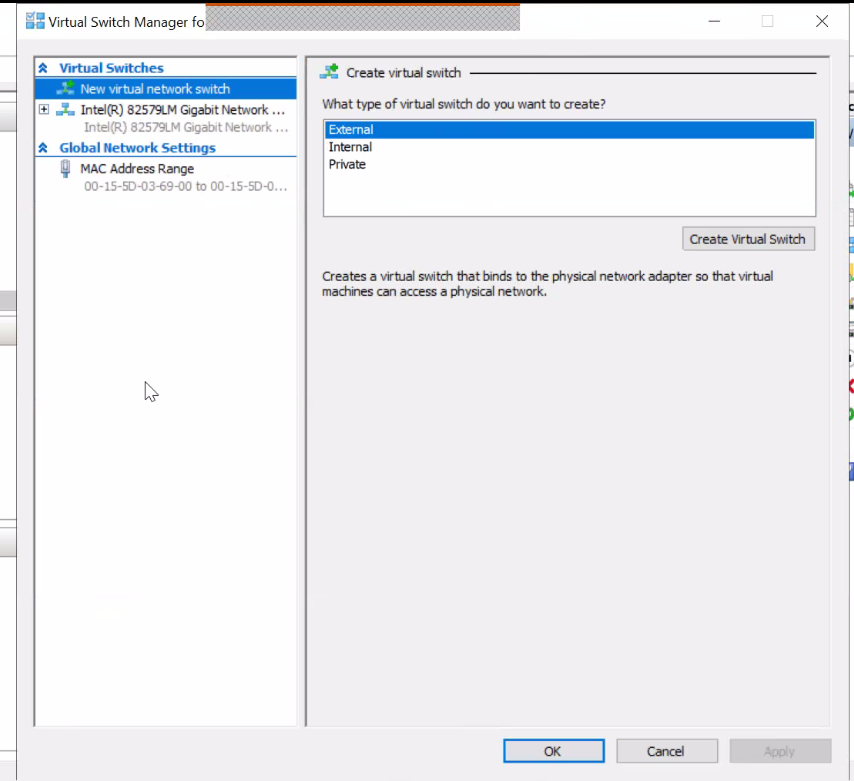 Virtual Switch Manager fo
Virtual Switches
New virtual network switch
Intel(R) 82579LM Gigabit Network ...
Intel(R) 82579LM Gigabit Network ...
Global Network Settings
MAC Address Range
00-15-5D-03-69-00 to 00-15-5D-0...
Create virtual switch
What type of virtual switch do you want to create?
External
Internal
Private
Create Virtual Switch
Creates a virtual switch that binds to the physical network adapter so that virtual
machines can access a physical network.
OK
Cancel
Apply